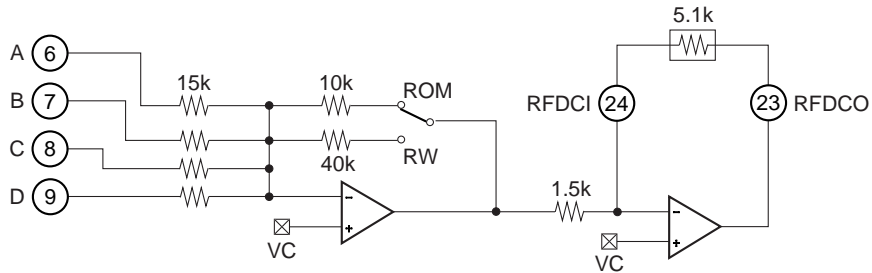 5.1k
A 6
15k
10k
ROM
B 7
RFDCI 24
23 RFDCO
C 8
RW
40k
D 9
1.5k
−
+
VC
−
+
VC